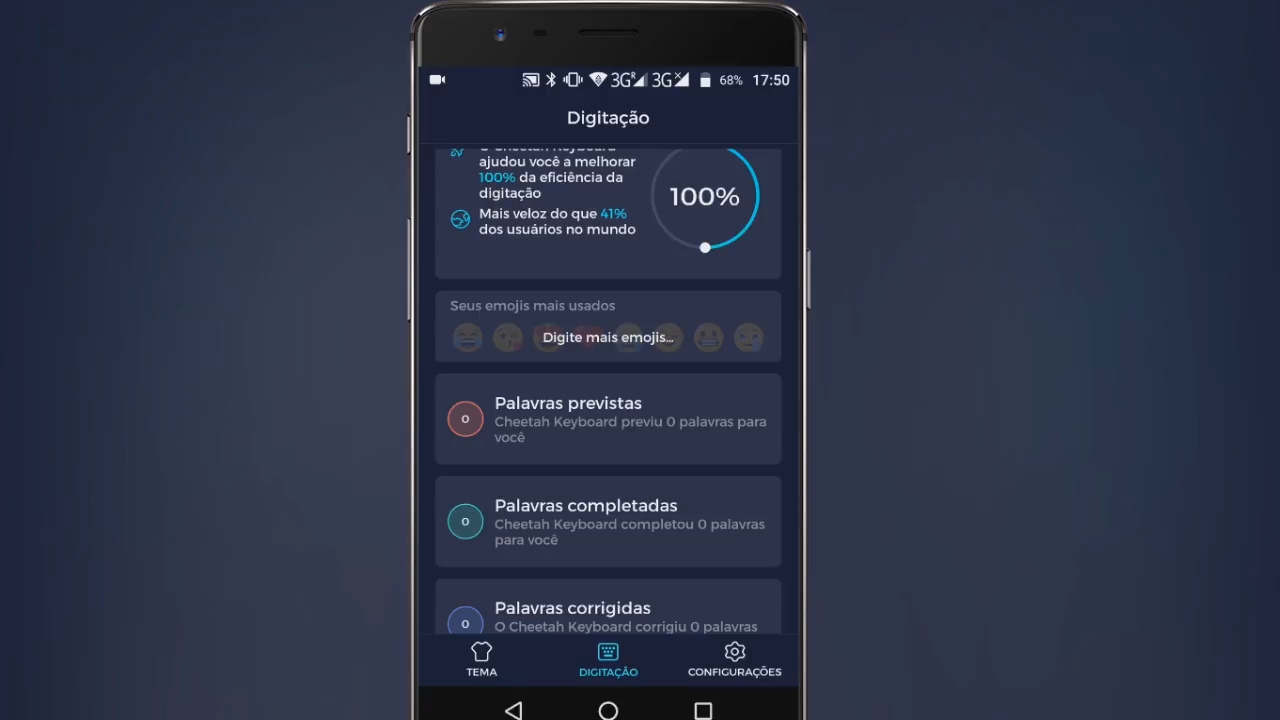 3G R 3G X 68% 17:50
Digitação
O Cheetah Keyboard
ajudou você a melhorar
100% da eficiência da
digitação
100%
Mais veloz do que 41%
dos usuários no mundo
Seus emojis mais usados
Digite mais emojis...
0
Palavras previstas
Cheetah Keyboard previu 0 palavras para
você
0
Palavras completadas
Cheetah Keyboard completou 0 palavras
para você
0
Palavras corrigidas
O Cheetah Keyboard corrigiu 0 palavras
TEMA
DIGITAÇÃO
CONFIGURAÇÕES